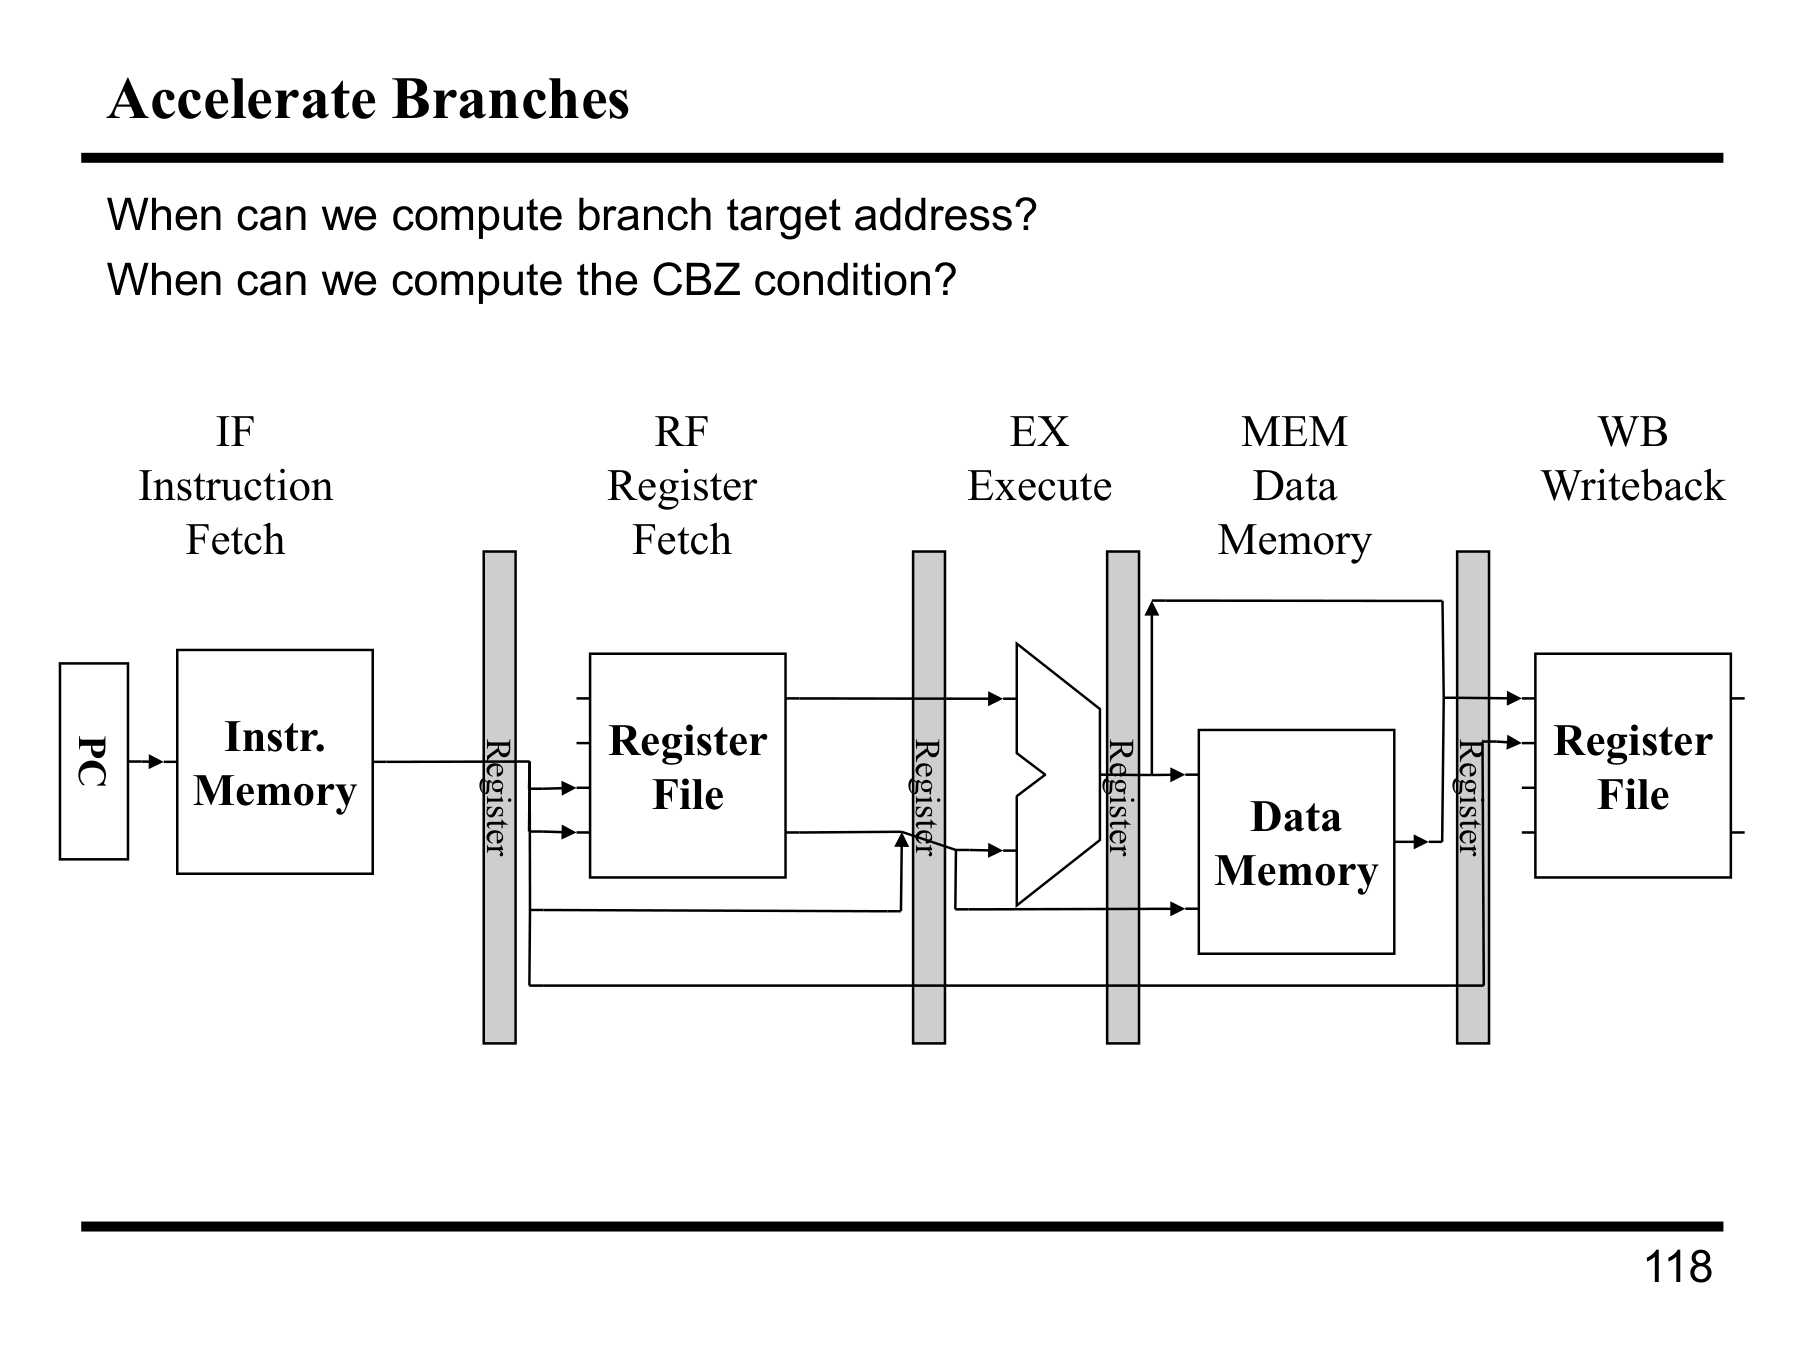 Accelerate Branches
When can we compute branch target address?
When can we compute the CBZ condition?
IF
Instruction
Fetch
RF
Register
Fetch
EX
Execute
MEM
Data
Memory
WB
Writeback
PC
Instr.
Memory
Register
Register
File
Register
Register
Data
Memory
Register
Register
File
118